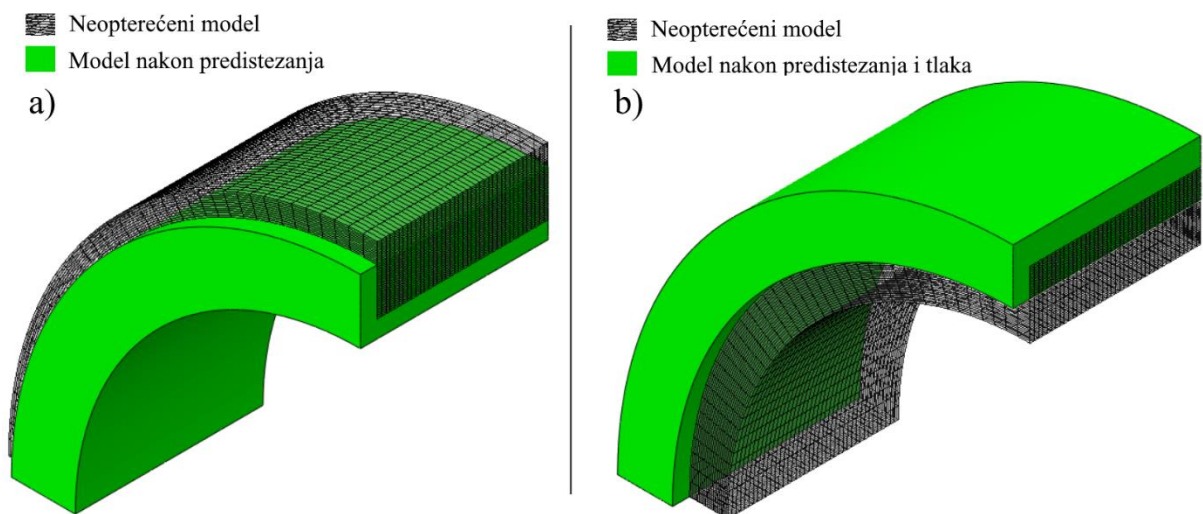 Neopterećeni model
Model nakon predistezanja
a)
Neopterećeni model
Model nakon predistezanja i tlaka
b)